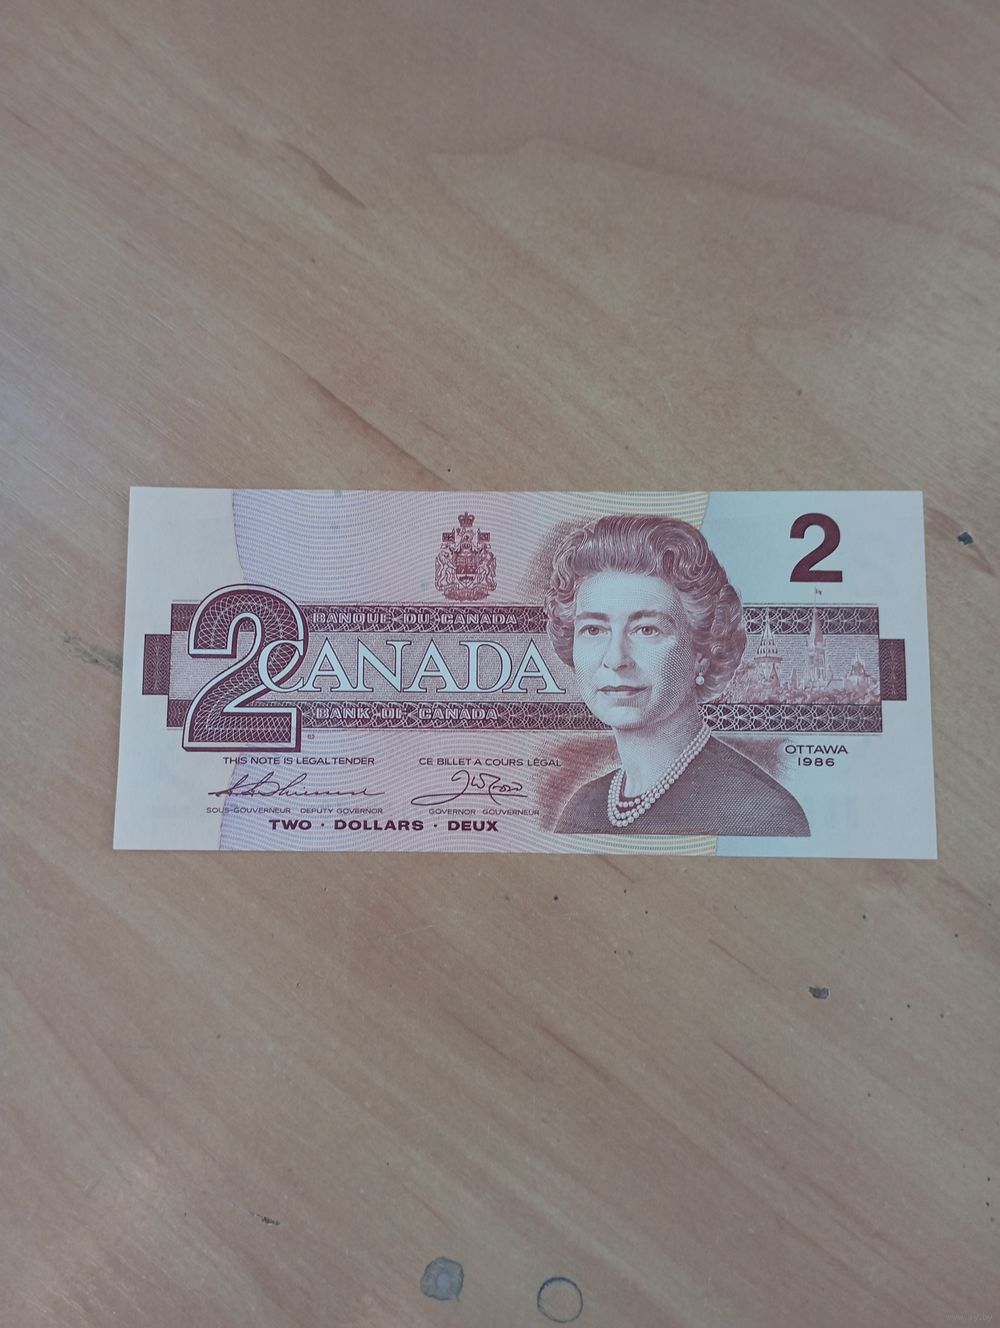 2
2
BANQUE DU CANADA
CANADA
BANK OF CANADA
THIS NOTE IS LEGAL TENDER
CE BILLET A COURS LÉGAL
OTTAWA
1986
SOUS-GOUVERNEUR DEPUTY GOVERNOR
GOVERNOR GOUVERNEUR
TWO · DOLLARS · DEUX